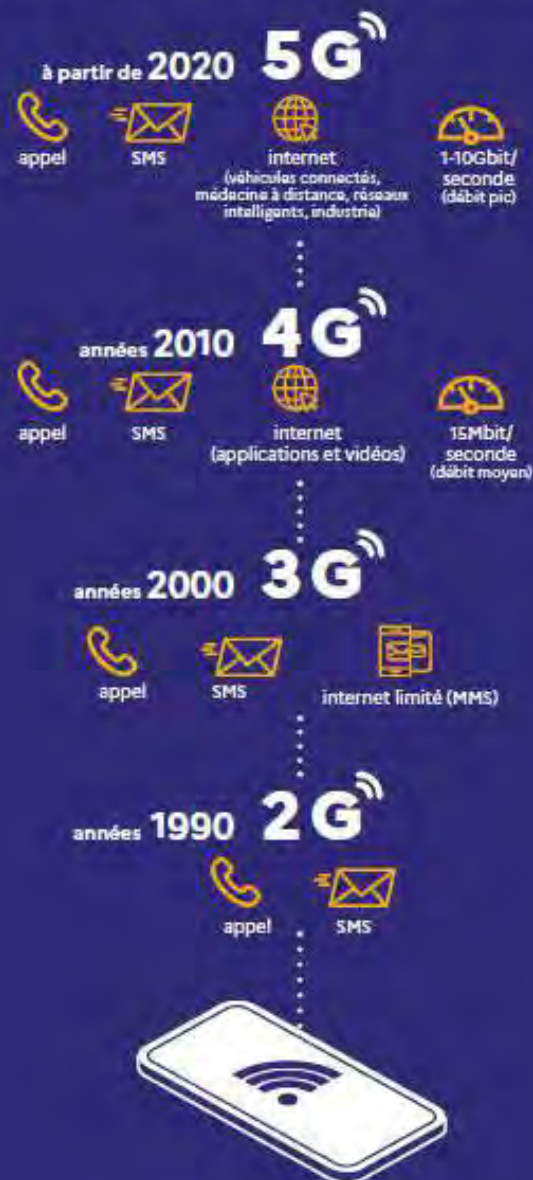 à partir de 2020 5G
appel
SMS
internet
(véhicules connectés,
médecine à distance, réseaux
intelligents, industrie)
1-10Gbit/
seconde
(débit pic)
années 2010 4G
appel
SMS
internet
(applications et vidéos)
15Mbit/
seconde
(débit moyen)
années 2000 3G
appel
SMS
internet limité (MMS)
années 1990 2G
appel
SMS